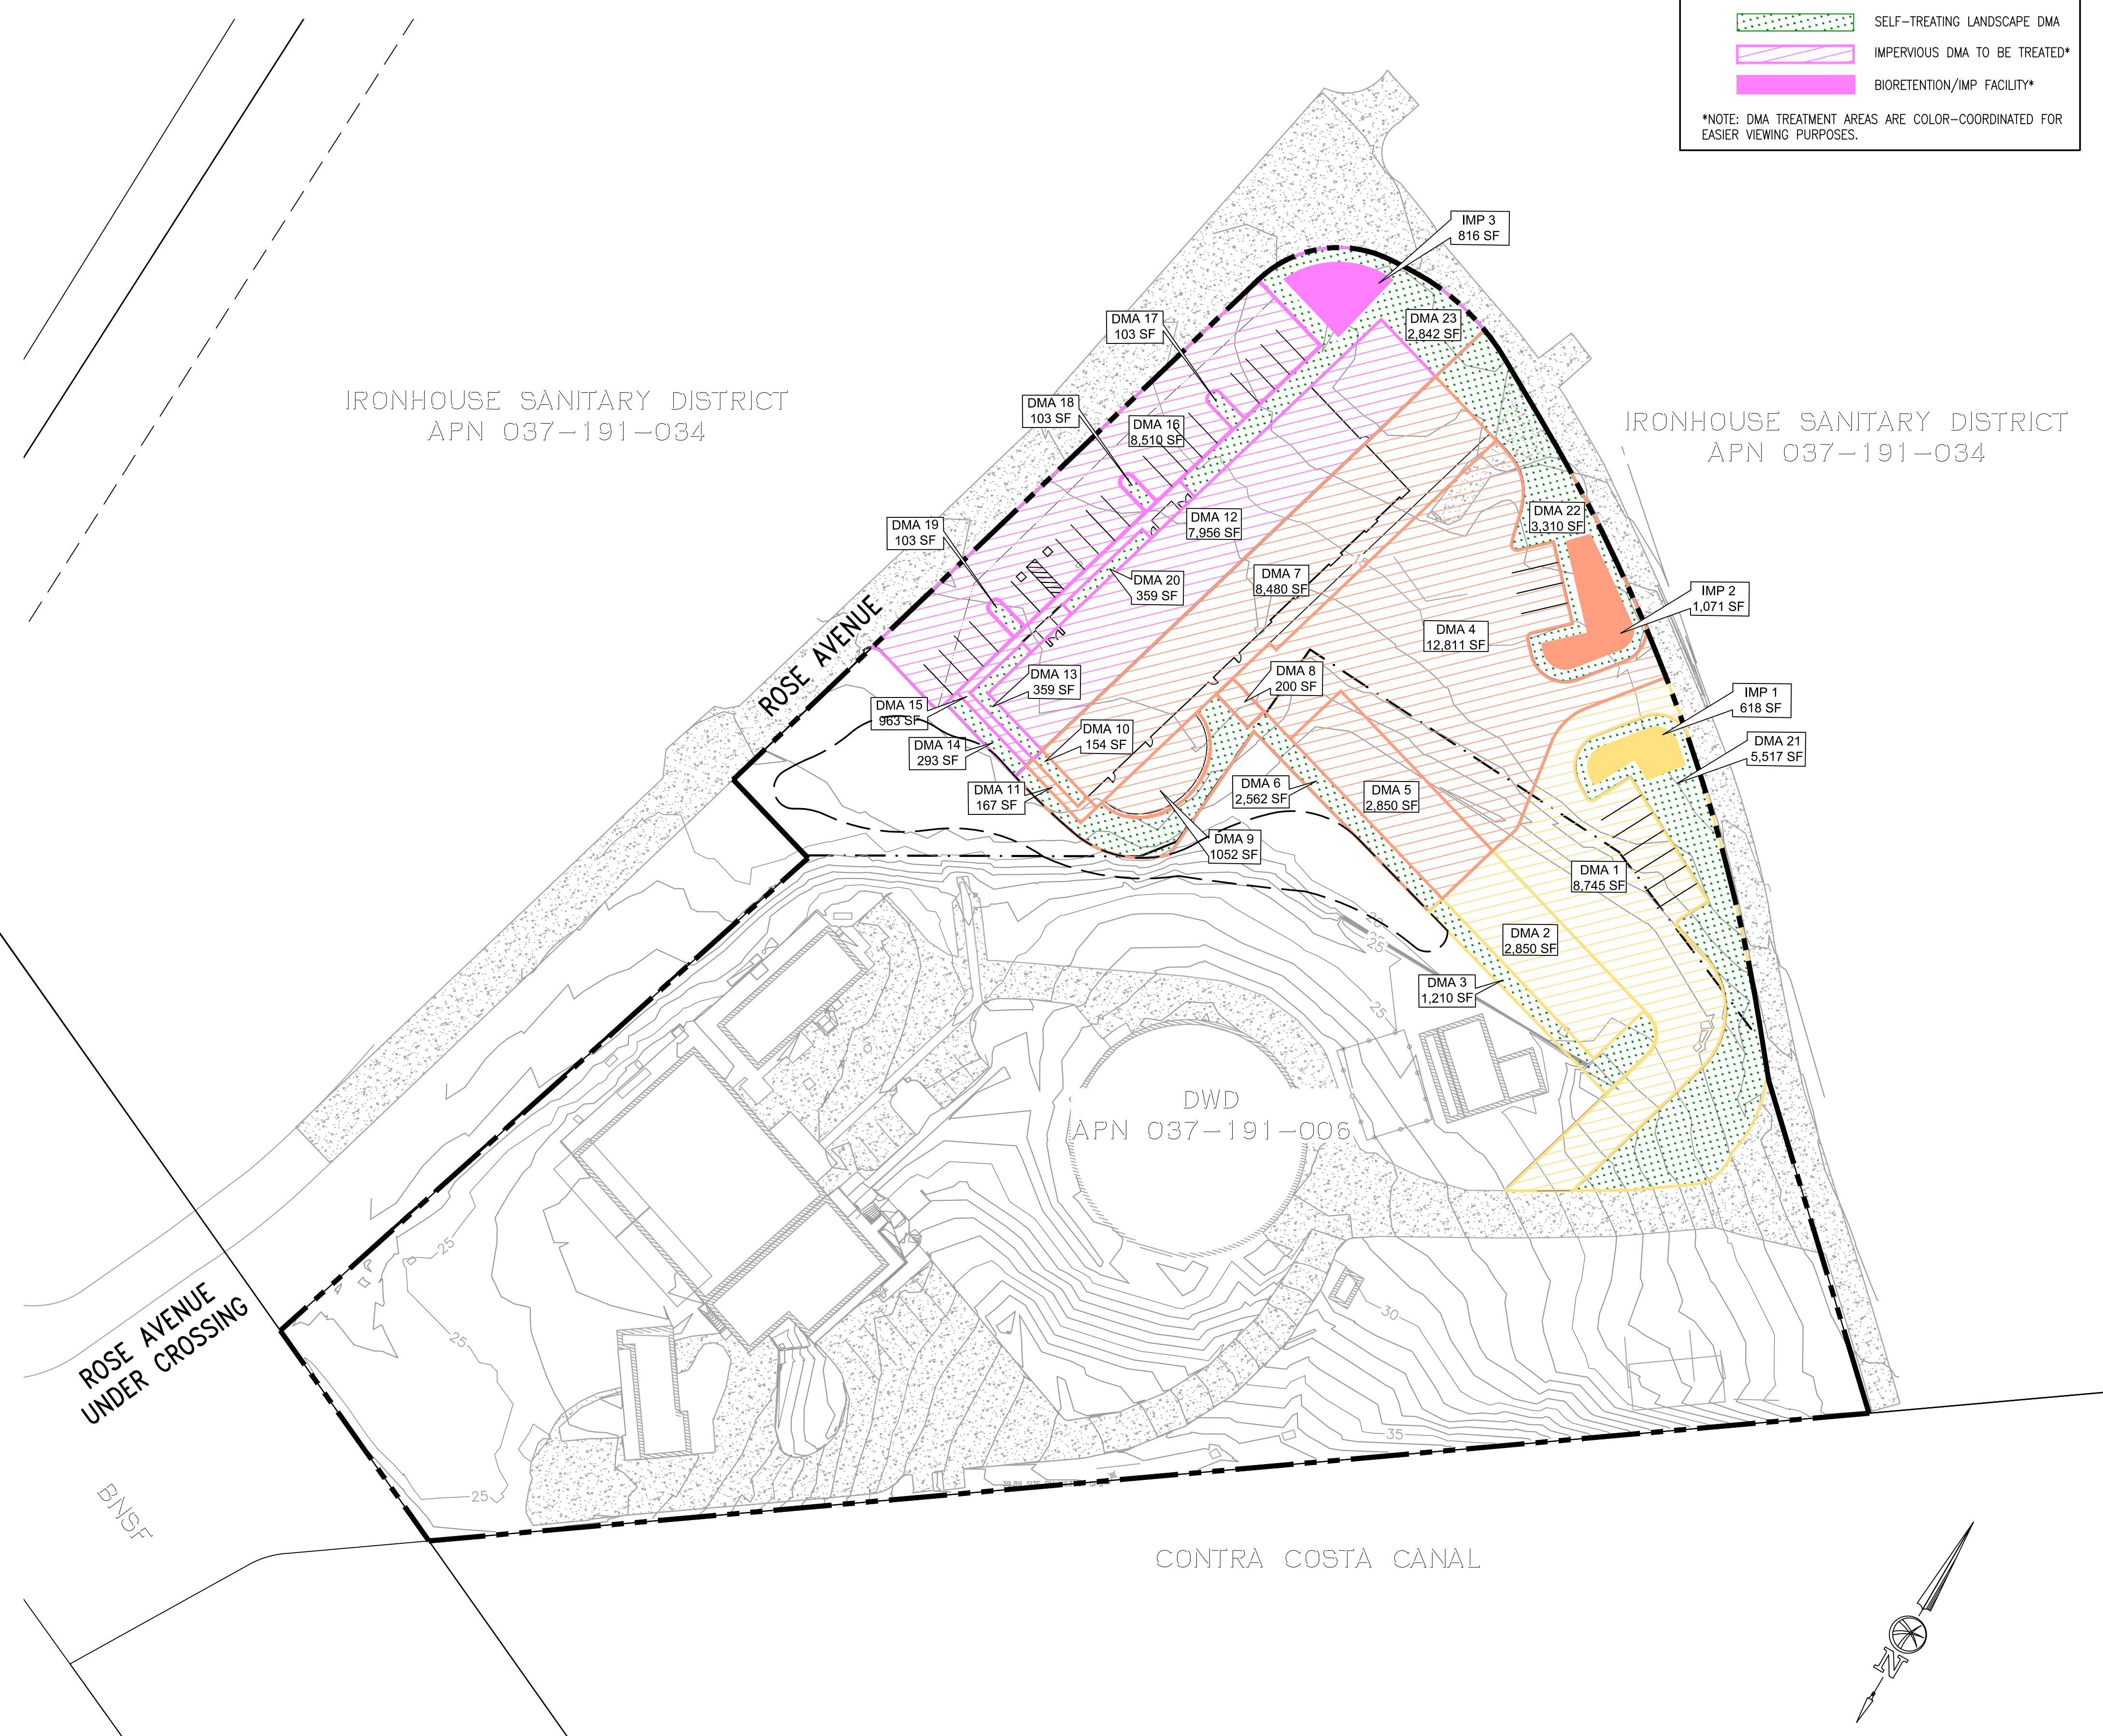 SELF-TREATING LANDSCAPE DMA
IMPERVIOUS DMA TO BE TREATED*
BIORETENTION/IMP FACILITY*
*NOTE: DMA TREATMENT AREAS ARE COLOR-COORDINATED FOR
EASIER VIEWING PURPOSES.
IMP 3
816 SF
DMA 17
103 SF
DMA 23
2,842 SF
IRONHOUSE SANITARY DISTRICT
APN 037-191-034
DMA 18
103 SF
DMA 16
8,510 SF
IRONHOUSE SANITARY DISTRICT
APN 037-191-034
DMA 19
103 SF
DMA 12
7,956 SF
DMA 22
3,310 SF
DMA 20
359 SF
DMA 7
8,480 SF
IMP 2
1,071 SF
ROSE AVENUE
DMA 4
12,811 SF
DMA 13
359 SF
DMA 8
200 SF
IMP 1
618 SF
DMA 15
963 SF
DMA 14
293 SF
DMA 10
154 SF
DMA 21
5,517 SF
DMA 11
167 SF
DMA 6
2,562 SF
DMA 5
2,850 SF
DMA 9
1052 SF
DMA 1
8,745 SF
20
25
DMA 2
2,850 SF
DMA 3
1,210 SF
25
DWD
APN 037-191-006
25
25
30
ROSE AVENUE
UNDER CROSSING
35
25
BNSF
CONTRA COSTA CANAL
N